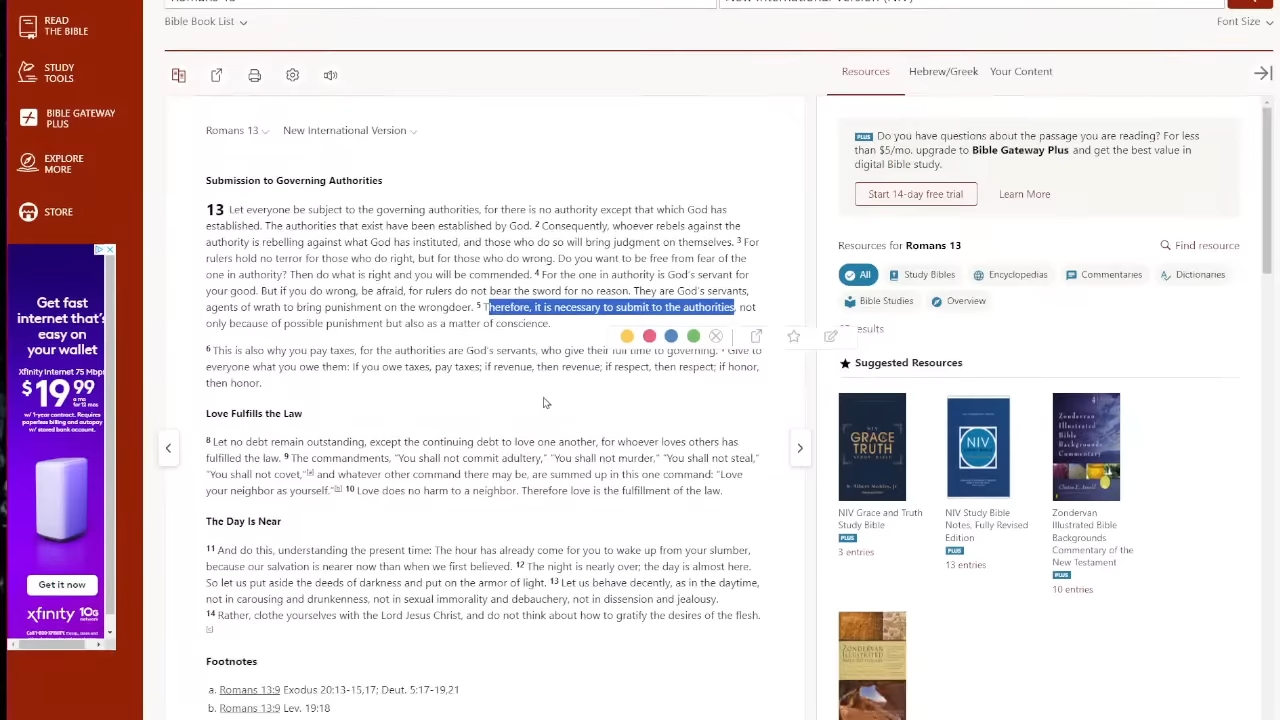 Bible Book List
Font Size
READ
THE BIBLE
STUDY
TOOLS
BIBLE GATEWAY
PLUS
EXPLORE
MORE
STORE
Get fast
internet that's
easy on
your wallet
Xfinity Internet 75 Mbps
$19.99
Get it now
xfinity 10G
network
Romans 13
New International Version
Submission to Governing Authorities
13 Let everyone be subject to the governing authorities, for there is no authority except that which God has
established. The authorities that exist have been established by God. 2 Consequently, whoever rebels against the
authority is rebelling against what God has instituted, and those who do so will bring judgment on themselves. 3 For
rulers hold no terror for those who do right, but for those who do wrong. Do you want to be free from fear of the
one in authority? Then do what is right and you will be commended. 4 For the one in authority is God's servant for
your good. But if you do wrong, be afraid, for rulers do not bear the sword for no reason. They are God's servants,
agents of wrath to bring punishment on the wrongdoer. 5 Therefore, it is necessary to submit to the authorities, not
only because of possible punishment but also as a matter of conscience.
6 This is also why you pay taxes, for the authorities are God's servants, who give their full time to governing. Give to
everyone what you owe them: If you owe taxes, pay taxes; if revenue, then revenue; if respect, then respect; if honor,
then honor.
Love Fulfills the Law
8 Let no debt remain outstanding, except the continuing debt to love one another, for whoever loves others has
fulfilled the law. 9 The commandments, "You shall not commit adultery," "You shall not murder," "You shall not steal,"
"You shall not covet,"[a] and whatever other command there may be, are summed up in this one command: "Love
your neighbor as yourself."[b] 10 Love does no harm to a neighbor. Therefore love is the fulfillment of the law.
The Day Is Near
11 And do this, understanding the present time: The hour has already come for you to wake up from your slumber,
because our salvation is nearer now than when we first believed. 12 The night is nearly over; the day is almost here.
So let us put aside the deeds of darkness and put on the armor of light. 13 Let us behave decently, as in the daytime,
not in carousing and drunkenness, not in sexual immorality and debauchery, not in dissension and jealousy.
14 Rather, clothe yourselves with the Lord Jesus Christ, and do not think about how to gratify the desires of the flesh.
[c]
Footnotes
a. Romans 13:9 Exodus 20:13-15,17; Deut. 5:17-19,21
b. Romans 13:9 Lev. 19:18
Resources
Hebrew/Greek
Your Content
PLUS Do you have questions about the passage you are reading? For less
than $5/mo. upgrade to Bible Gateway Plus and get the best value in
digital Bible study.
Start 14-day free trial
Learn More
Resources for Romans 13
Find resource
All
Study Bibles
Encyclopedias
Commentaries
Dictionaries
Bible Studies
Overview
results
Suggested Resources
NIV
GRACE
TRUTH
NIV
Zondervan
Illustrated
Bible
Backgrounds
Commentary
NIV Grace and Truth
Study Bible
PLUS
3 entries
NIV Study Bible
Notes, Fully Revised
Edition
PLUS
13 entries
Zondervan
Illustrated Bible
Backgrounds
Commentary of the
New Testament
PLUS
10 entries